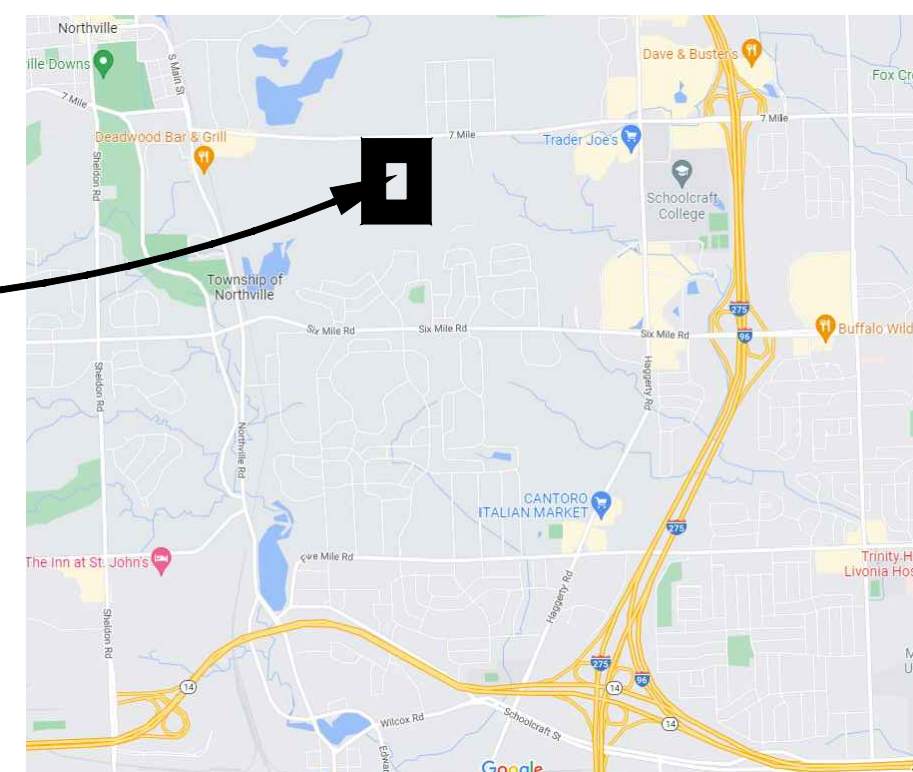 Northville
ille Downs
S Main St
7 Mile
Deadwood Bar & Grill
Sheldon Rd
7 Mile
Dave & Buster's
Fox Cr
7 Mile
Trader Joe's
Schoolcraft
College
Township of
Northville
Six Mile Rd
Six Mile Rd
Six Mile Rd
275
96
Buffalo Wild
Haggerty Rd
Sheldon Rd
Northville Rd
CANTORO
ITALIAN MARKET
275
The Inn at St. John's
Five Mile Rd
Trinity H
Livonia Hos
Haggerty Rd
Sheldon Rd
M
U
275
96
14
14
14
Wilcox Rd
Schoolcraft St
Edwar
Google